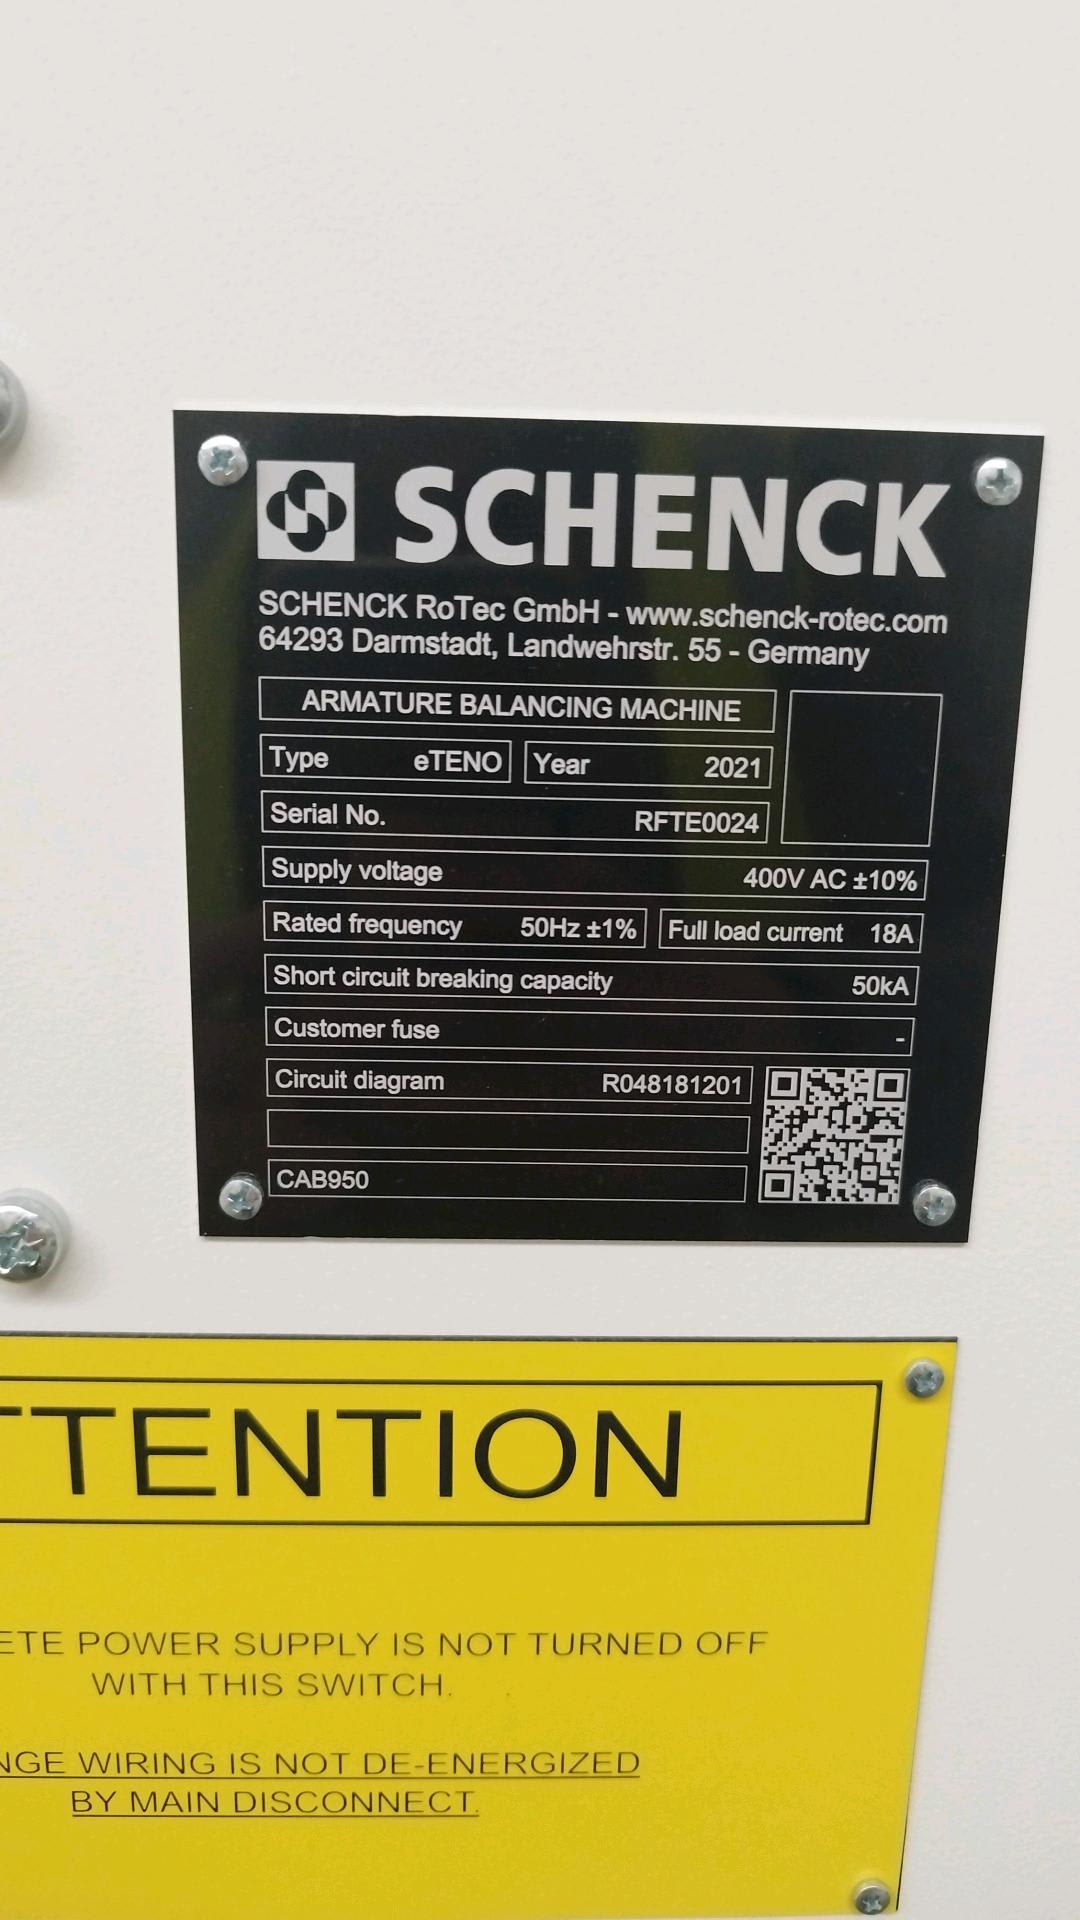 SCHENCK
SCHENCK RoTec GmbH - www.schenck-rotec.com
64293 Darmstadt, Landwehrstr. 55 - Germany
ARMATURE BALANCING MACHINE
Type eTENO Year 2021
Serial No. RFTE0024
Supply voltage 400V AC ±10%
Rated frequency 50Hz ±1% Full load current 18A
Short circuit breaking capacity 50kA
Customer fuse -
Circuit diagram R048181201
CAB950
TTENTION
ETE POWER SUPPLY IS NOT TURNED OFF
WITH THIS SWITCH.
NGE WIRING IS NOT DE-ENERGIZED
BY MAIN DISCONNECT.